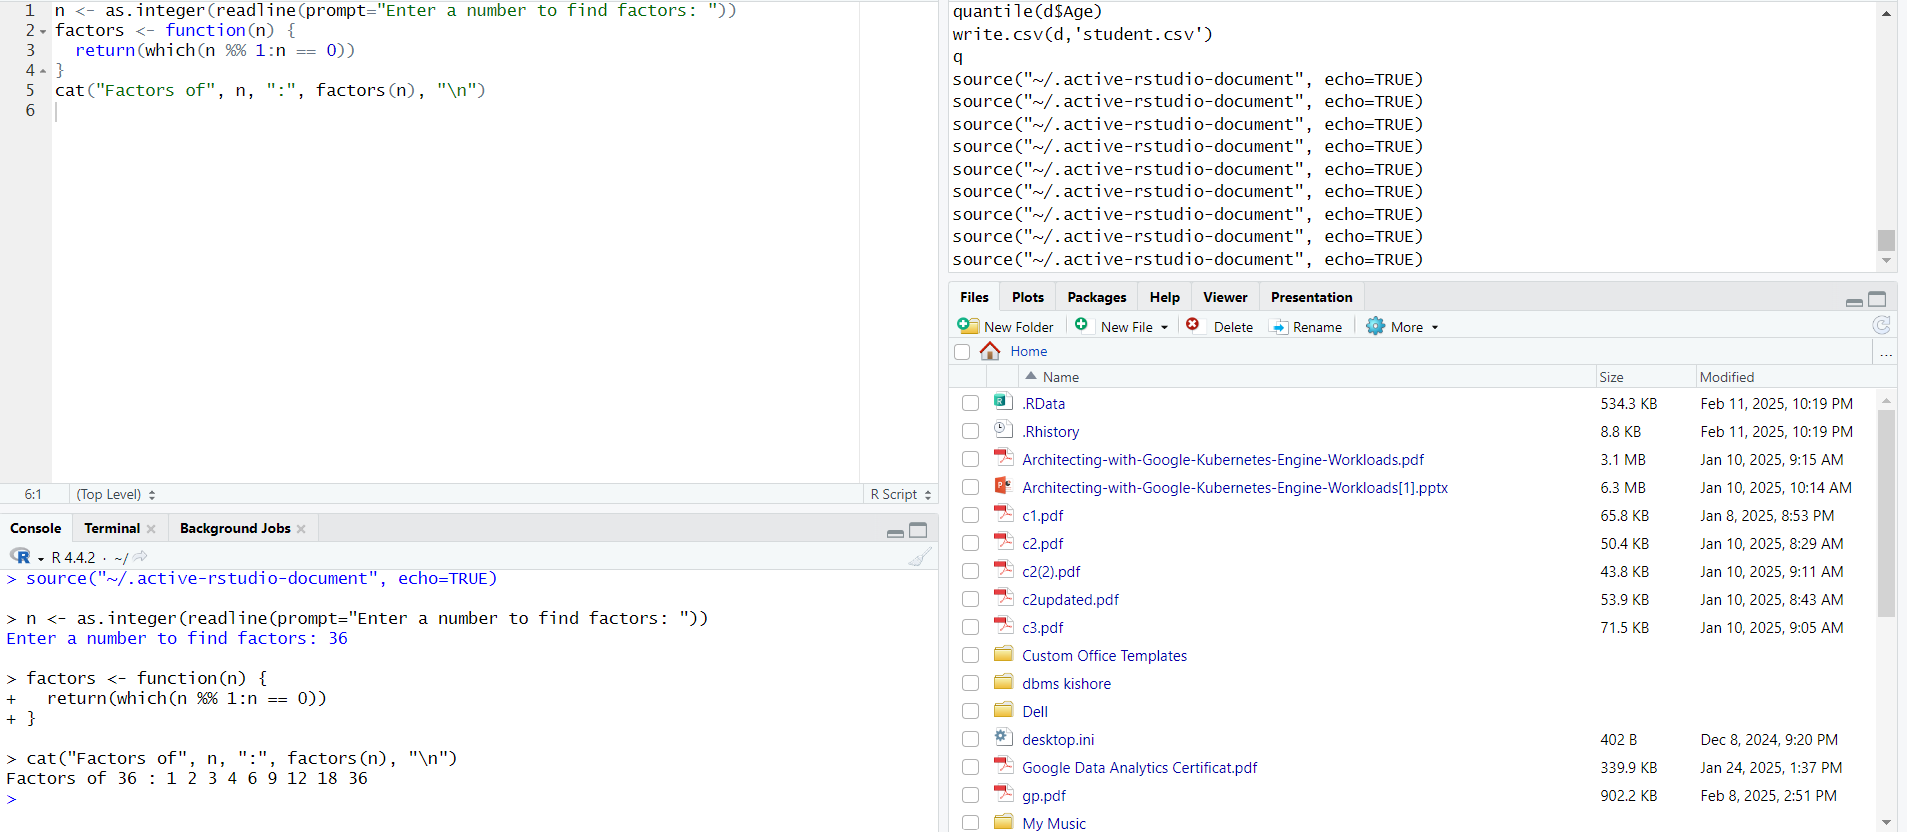 1 n <- as.integer(readline(prompt="Enter a number to find factors: "))
2 factors <- function(n) {
3   return(which(n %% 1:n == 0))
4 }
5 cat("Factors of", n, ":", factors(n), "\n")
6
6:1 (Top Level) R Script
Console Terminal Background Jobs
R 4.4.2 · ~/
> source("~/.active-rstudio-document", echo=TRUE)
> n <- as.integer(readline(prompt="Enter a number to find factors: "))
Enter a number to find factors: 36
> factors <- function(n) {
+   return(which(n %% 1:n == 0))
+ }
> cat("Factors of", n, ":", factors(n), "\n")
Factors of 36 : 1 2 3 4 6 9 12 18 36
>
quantile(d$Age)
write.csv(d,'student.csv')
q
source("~/.active-rstudio-document", echo=TRUE)
source("~/.active-rstudio-document", echo=TRUE)
source("~/.active-rstudio-document", echo=TRUE)
source("~/.active-rstudio-document", echo=TRUE)
source("~/.active-rstudio-document", echo=TRUE)
source("~/.active-rstudio-document", echo=TRUE)
source("~/.active-rstudio-document", echo=TRUE)
source("~/.active-rstudio-document", echo=TRUE)
source("~/.active-rstudio-document", echo=TRUE)
Files Plots Packages Help Viewer Presentation
New Folder New File Delete Rename More
Home ...
Name Size Modified
.RData 534.3 KB Feb 11, 2025, 10:19 PM
.Rhistory 8.8 KB Feb 11, 2025, 10:19 PM
Architecting-with-Google-Kubernetes-Engine-Workloads.pdf 3.1 MB Jan 10, 2025, 9:15 AM
Architecting-with-Google-Kubernetes-Engine-Workloads[1].pptx 6.3 MB Jan 10, 2025, 10:14 AM
c1.pdf 65.8 KB Jan 8, 2025, 8:53 PM
c2.pdf 50.4 KB Jan 10, 2025, 8:29 AM
c2(2).pdf 43.8 KB Jan 10, 2025, 9:11 AM
c2updated.pdf 53.9 KB Jan 10, 2025, 8:43 AM
c3.pdf 71.5 KB Jan 10, 2025, 9:05 AM
Custom Office Templates
dbms kishore
Dell
desktop.ini 402 B Dec 8, 2024, 9:20 PM
Google Data Analytics Certificat.pdf 339.9 KB Jan 24, 2025, 1:37 PM
gp.pdf 902.2 KB Feb 8, 2025, 2:51 PM
My Music